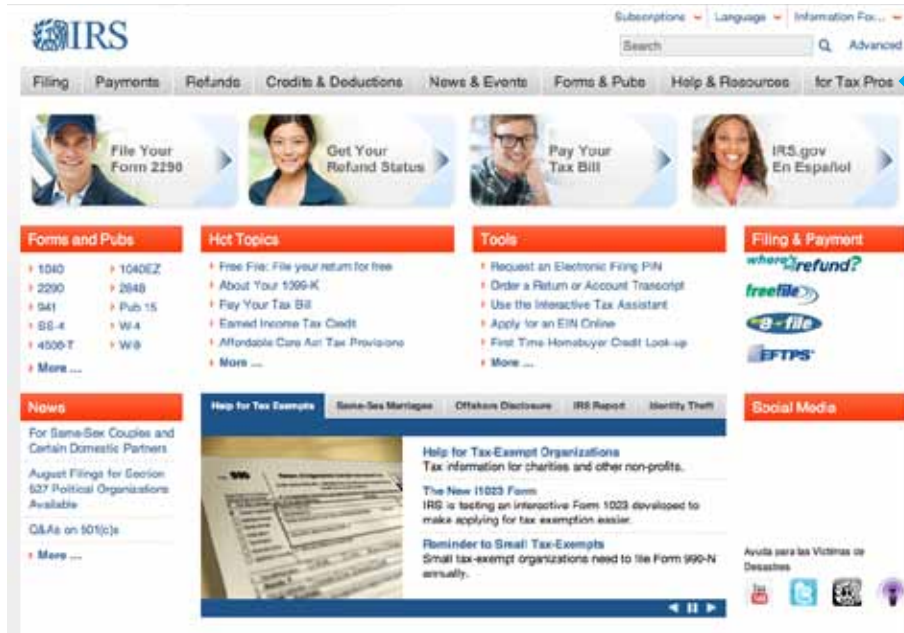 Subscriptions Language Information For...
IRS
Search Advanced
Filing Payments Refunds Credits & Deductions News & Events Forms & Pubs Help & Resources for Tax Pros
File Your
Form 2290
Get Your
Refund Status
Pay Your
Tax Bill
IRS.gov
En Español
Forms and Pubs
1040 1040EZ
2290 2848
941 Pub 15
SS-4 W-4
4506-T W-9
More ...
Hot Topics
Free File: File your return for free
About Your 1099-K
Pay Your Tax Bill
Earned Income Tax Credit
Affordable Care Act Tax Provisions
More ...
Tools
Request an Electronic Filing PIN
Order a Return or Account Transcript
Use the Interactive Tax Assistant
Apply for an EIN Online
First Time Homebuyer Credit Look-up
More ...
Filing & Payment
where's my refund?
freefile
e-file
EFTPS
News
For Same-Sex Couples and
Certain Domestic Partners
August Filings for Section
527 Political Organizations
Available
Q&As on 501(c)s
More ...
Help for Tax Exempts Same-Sex Marriages Offshore Disclosure IRS Report Identity Theft
990
Help for Tax-Exempt Organizations
Tax information for charities and other non-profits.
The New i1023 Form
IRS is testing an interactive Form 1023 developed to
make applying for tax exemption easier.
Reminder to Small Tax-Exempts
Small tax-exempt organizations need to file Form 990-N
annually.
Social Media
Ayuda para las Víctimas de
Desastres
You
Tube